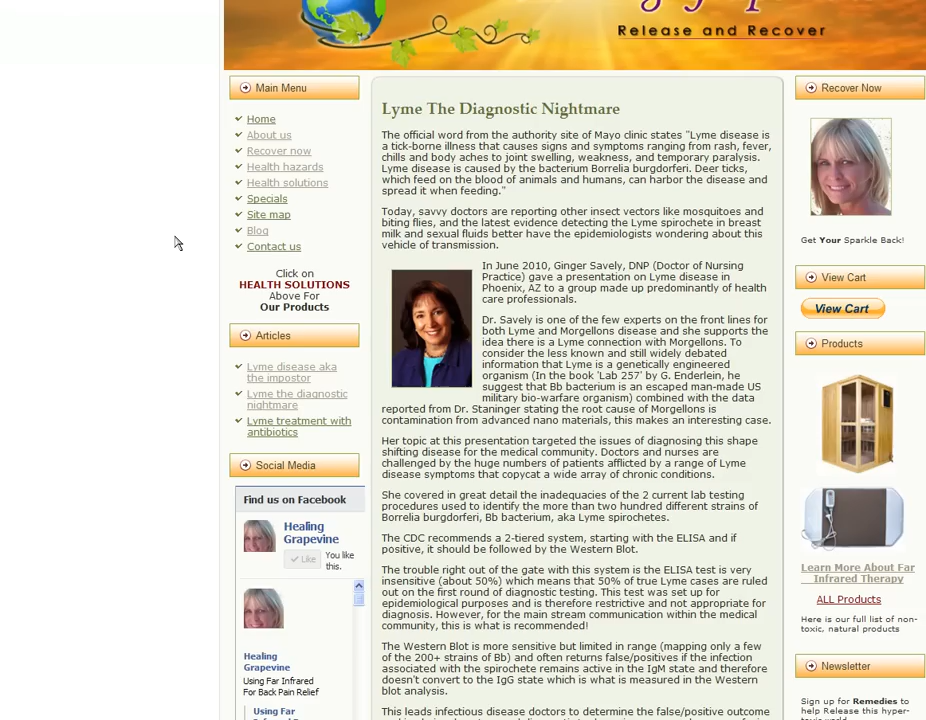 Release and Recover
Main Menu
Home
About us
Recover now
Health hazards
Health solutions
Specials
Site map
Blog
Contact us
Click on
HEALTH SOLUTIONS
Above For
Our Products
Articles
Lyme disease aka
the impostor
Lyme the diagnostic
nightmare
Lyme treatment with
antibiotics
Social Media
Find us on Facebook
Healing
Grapevine
Like
You like
this.
Healing
Grapevine
Using Far Infrared
For Back Pain Relief
Using Far
Lyme The Diagnostic Nightmare
The official word from the authority site of Mayo clinic states "Lyme disease is
a tick-borne illness that causes signs and symptoms ranging from rash, fever,
chills and body aches to joint swelling, weakness, and temporary paralysis.
Lyme disease is caused by the bacterium Borrelia burgdorferi. Deer ticks,
which feed on the blood of animals and humans, can harbor the disease and
spread it when feeding."
Today, savvy doctors are reporting other insect vectors like mosquitoes and
biting flies, and the latest evidence detecting the Lyme spirochete in breast
milk and sexual fluids better have the epidemiologists wondering about this
vehicle of transmission.
In June 2010, Ginger Savely, DNP (Doctor of Nursing
Practice) gave a presentation on Lyme disease in
Phoenix, AZ to a group made up predominantly of health
care professionals.
Dr. Savely is one of the few experts on the front lines for
both Lyme and Morgellons disease and she supports the
idea there is a Lyme connection with Morgellons. To
consider the less known and still widely debated
information that Lyme is a genetically engineered
organism (In the book 'Lab 257' by G. Enderlein, he
suggest that Bb bacterium is an escaped man-made US
military bio-warfare organism) combined with the data
reported from Dr. Staninger stating the root cause of Morgellons is
contamination from advanced nano materials, this makes an interesting case.
Her topic at this presentation targeted the issues of diagnosing this shape
shifting disease for the medical community. Doctors and nurses are
challenged by the huge numbers of patients afflicted by a range of Lyme
disease symptoms that copycat a wide array of chronic conditions.
She covered in great detail the inadequacies of the 2 current lab testing
procedures used to identify the more than two hundred different strains of
Borrelia burgdorferi, Bb bacterium, aka Lyme spirochetes.
The CDC recommends a 2-tiered system, starting with the ELISA and if
positive, it should be followed by the Western Blot.
The trouble right out of the gate with this system is the ELISA test is very
insensitive (about 50%) which means that 50% of true Lyme cases are ruled
out on the first round of diagnostic testing. This test was set up for
epidemiological purposes and is therefore restrictive and not appropriate for
diagnosis. However, for the main stream communication within the medical
community, this is what is recommended!
The Western Blot is more sensitive but limited in range (mapping only a few
of the 200+ strains of Bb) and often returns false/positives if the infection
associated with the spirochete remains active in the IgM state and therefore
doesn't convert to the IgG state which is what is measured in the Western
blot analysis.
This leads infectious disease doctors to determine the false/positive outcome
Recover Now
Get Your Sparkle Back!
View Cart
View Cart
Products
Learn More About Far
Infrared Therapy
ALL Products
Here is our full list of non-
toxic, natural products
Newsletter
Sign up for Remedies to
help Release this hyper-